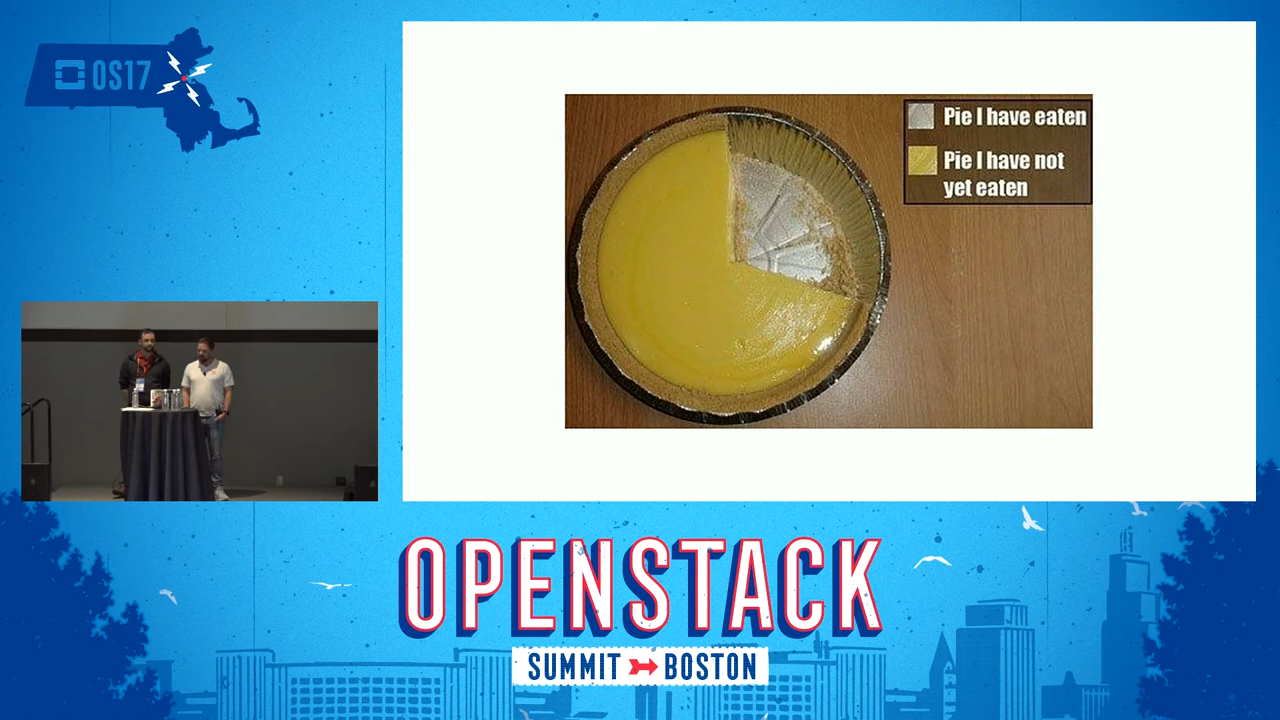 OS17
Pie I have eaten
Pie I have not
yet eaten
OPENSTACK
SUMMIT BOSTON